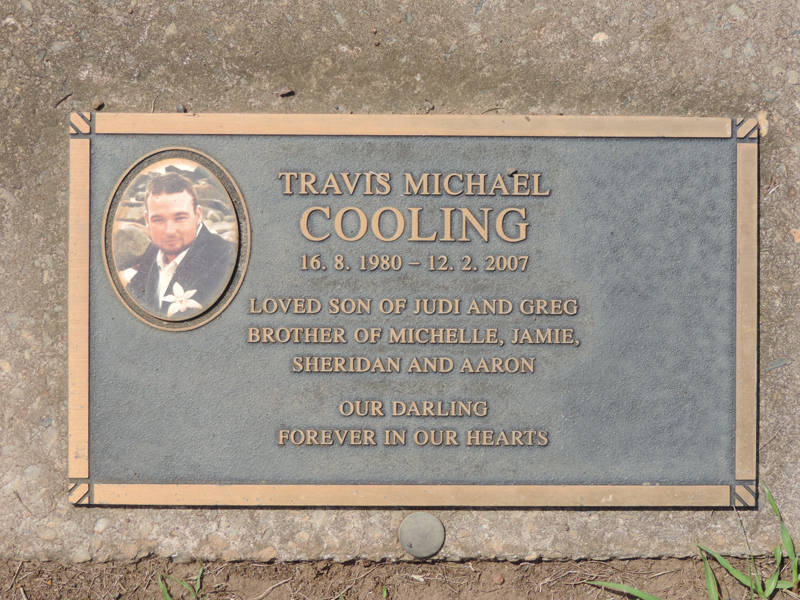 TRAVIS MICHAEL
COOLING
16. 8. 1980 – 12. 2. 2007
LOVED SON OF JUDI AND GREG
BROTHER OF MICHELLE, JAMIE,
SHERIDAN AND AARON
OUR DARLING
FOREVER IN OUR HEARTS